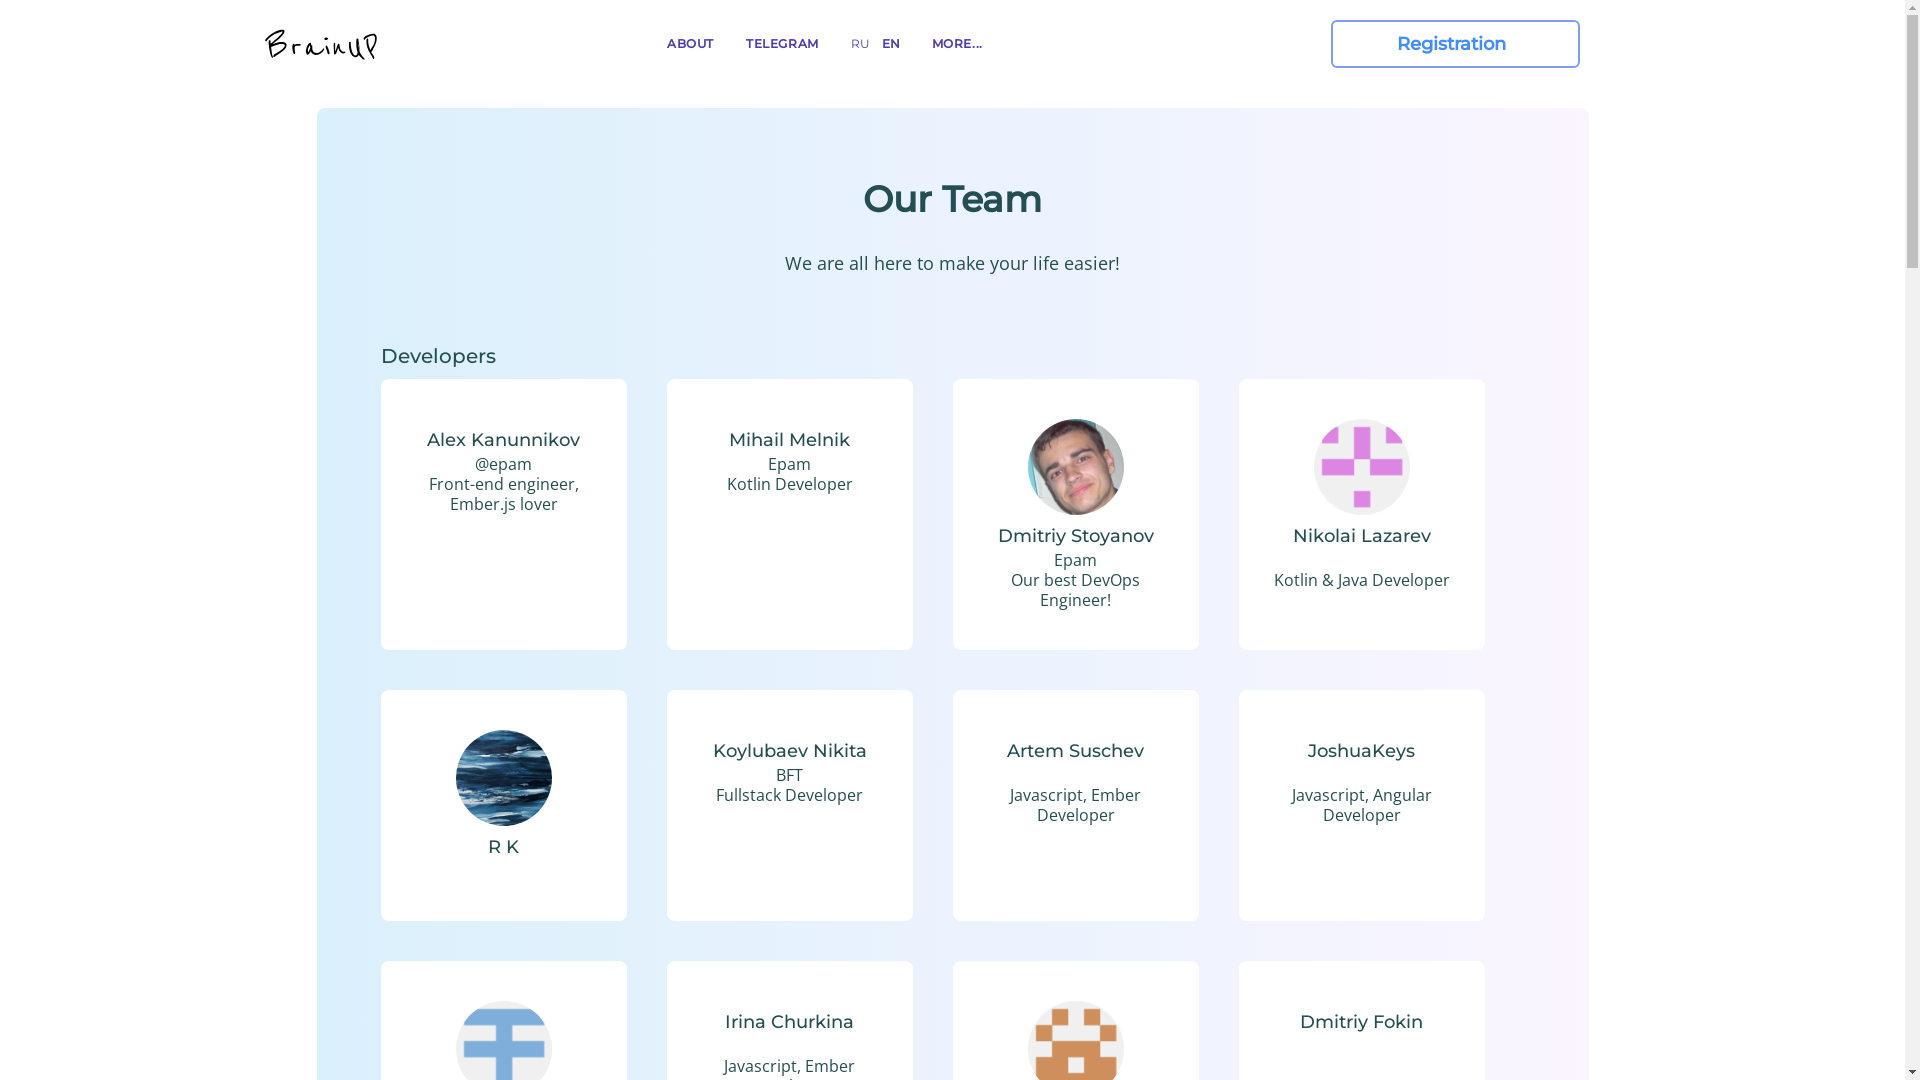 BrainUP
ABOUT
TELEGRAM
RU
EN
MORE...
Registration
Our Team
We are all here to make your life easier!
Developers
Alex Kanunnikov
@epam
Front-end engineer,
Ember.js lover
Mihail Melnik
Epam
Kotlin Developer
Dmitriy Stoyanov
Epam
Our best DevOps
Engineer!
Nikolai Lazarev
Kotlin & Java Developer
R K
Koylubaev Nikita
BFT
Fullstack Developer
Artem Suschev
Javascript, Ember
Developer
JoshuaKeys
Javascript, Angular
Developer
Irina Churkina
Javascript, Ember
Dmitriy Fokin